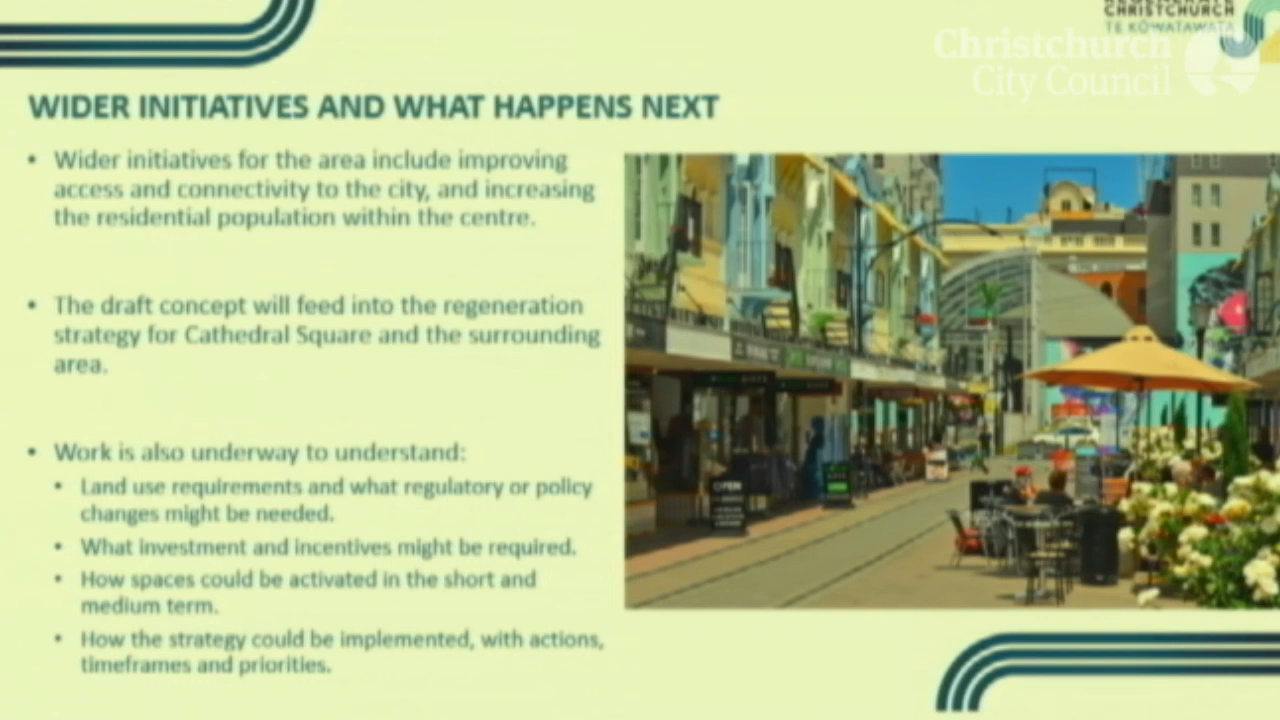 CHRISTCHURCH
TE KŌWATAWATA
Christchurch
City Council
WIDER INITIATIVES AND WHAT HAPPENS NEXT
• Wider initiatives for the area include improving
access and connectivity to the city, and increasing
the residential population within the centre.
• The draft concept will feed into the regeneration
strategy for Cathedral Square and the surrounding
area.
• Work is also underway to understand:
• Land use requirements and what regulatory or policy
changes might be needed.
• What investment and incentives might be required.
• How spaces could be activated in the short and
medium term.
• How the strategy could be implemented, with actions,
timeframes and priorities.
OPEN